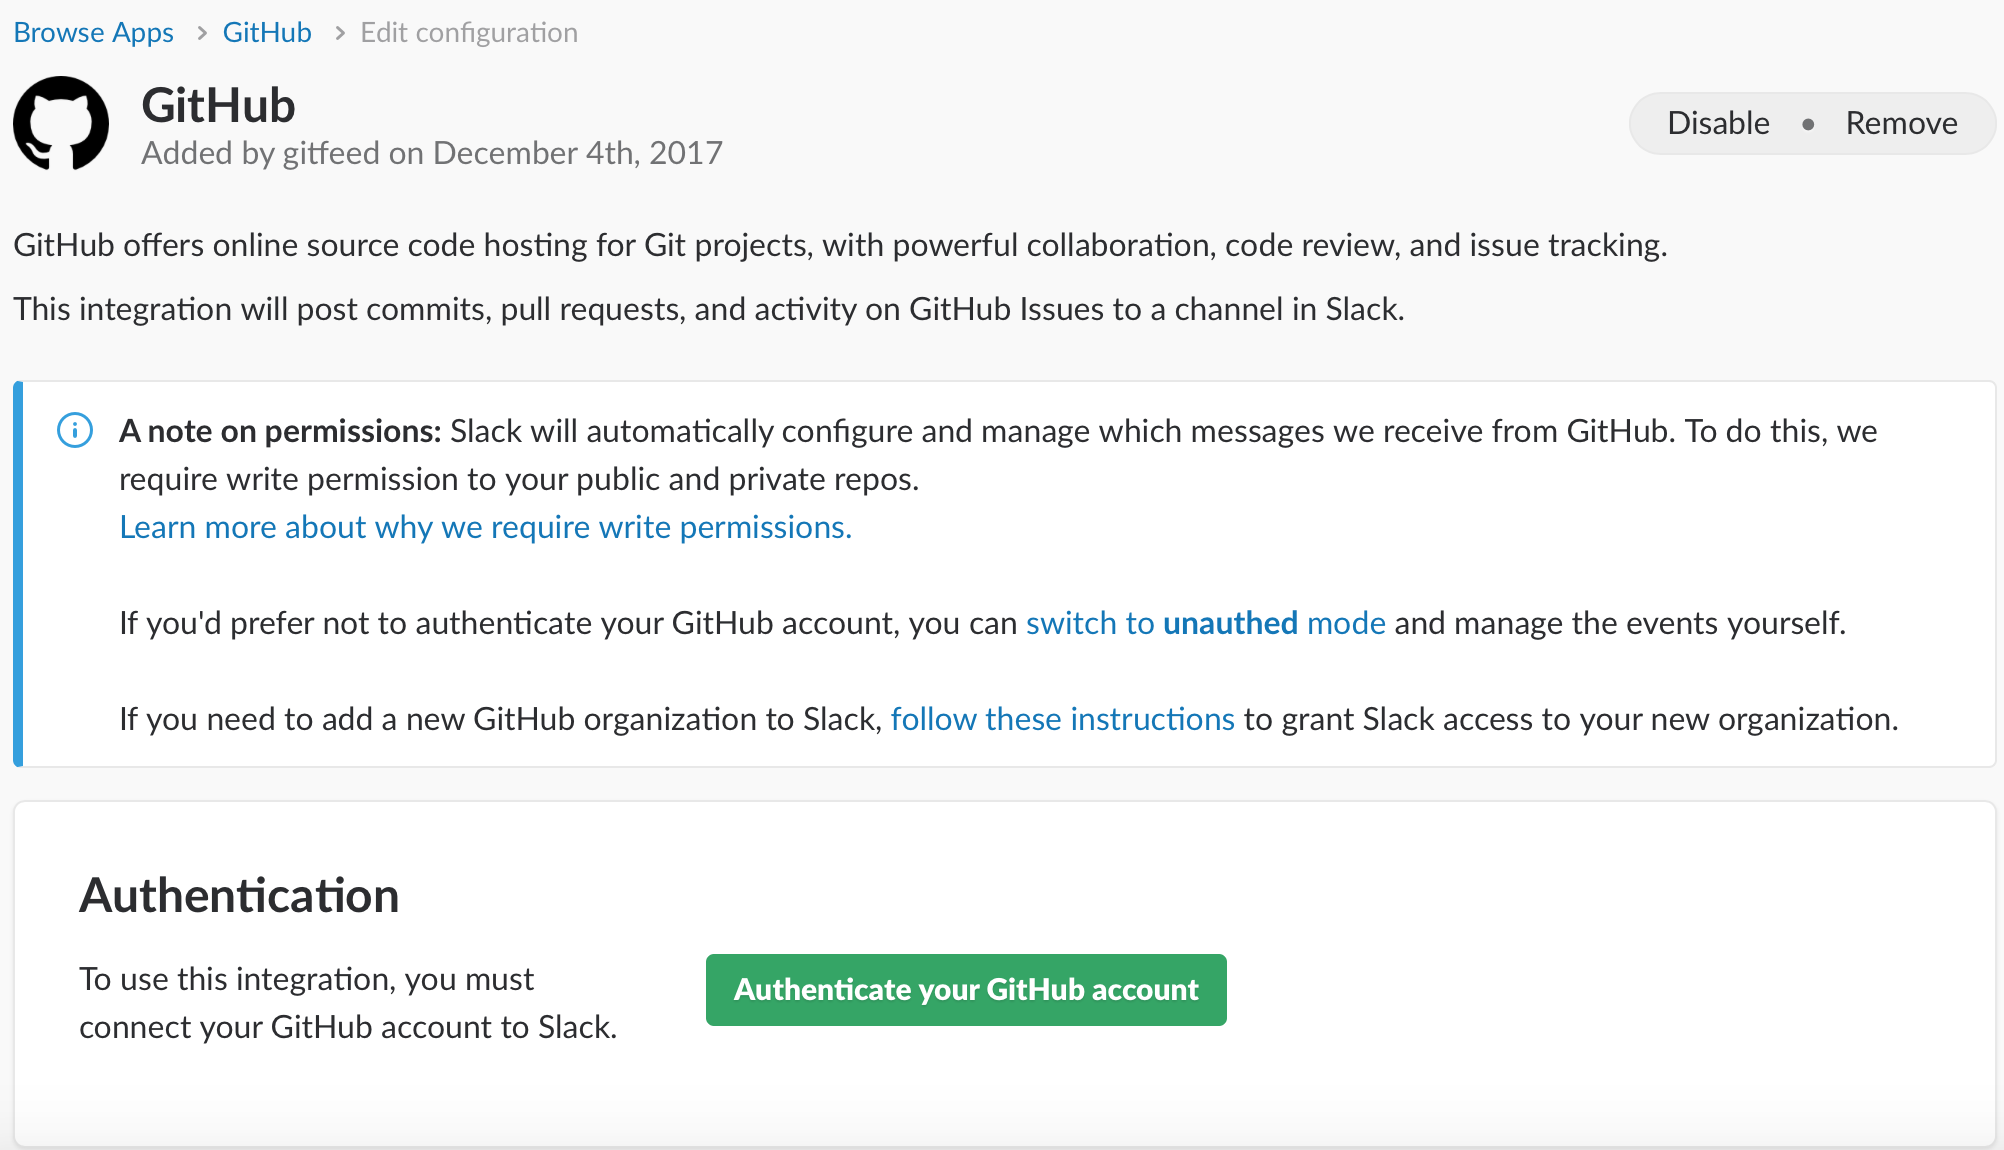 Browse Apps > GitHub > Edit configuration
GitHub
Added by gitfeed on December 4th, 2017
Disable • Remove
GitHub offers online source code hosting for Git projects, with powerful collaboration, code review, and issue tracking.
This integration will post commits, pull requests, and activity on GitHub Issues to a channel in Slack.
A note on permissions: Slack will automatically configure and manage which messages we receive from GitHub. To do this, we
require write permission to your public and private repos.
Learn more about why we require write permissions.
If you'd prefer not to authenticate your GitHub account, you can switch to unauthed mode and manage the events yourself.
If you need to add a new GitHub organization to Slack, follow these instructions to grant Slack access to your new organization.
Authentication
To use this integration, you must
connect your GitHub account to Slack.
Authenticate your GitHub account